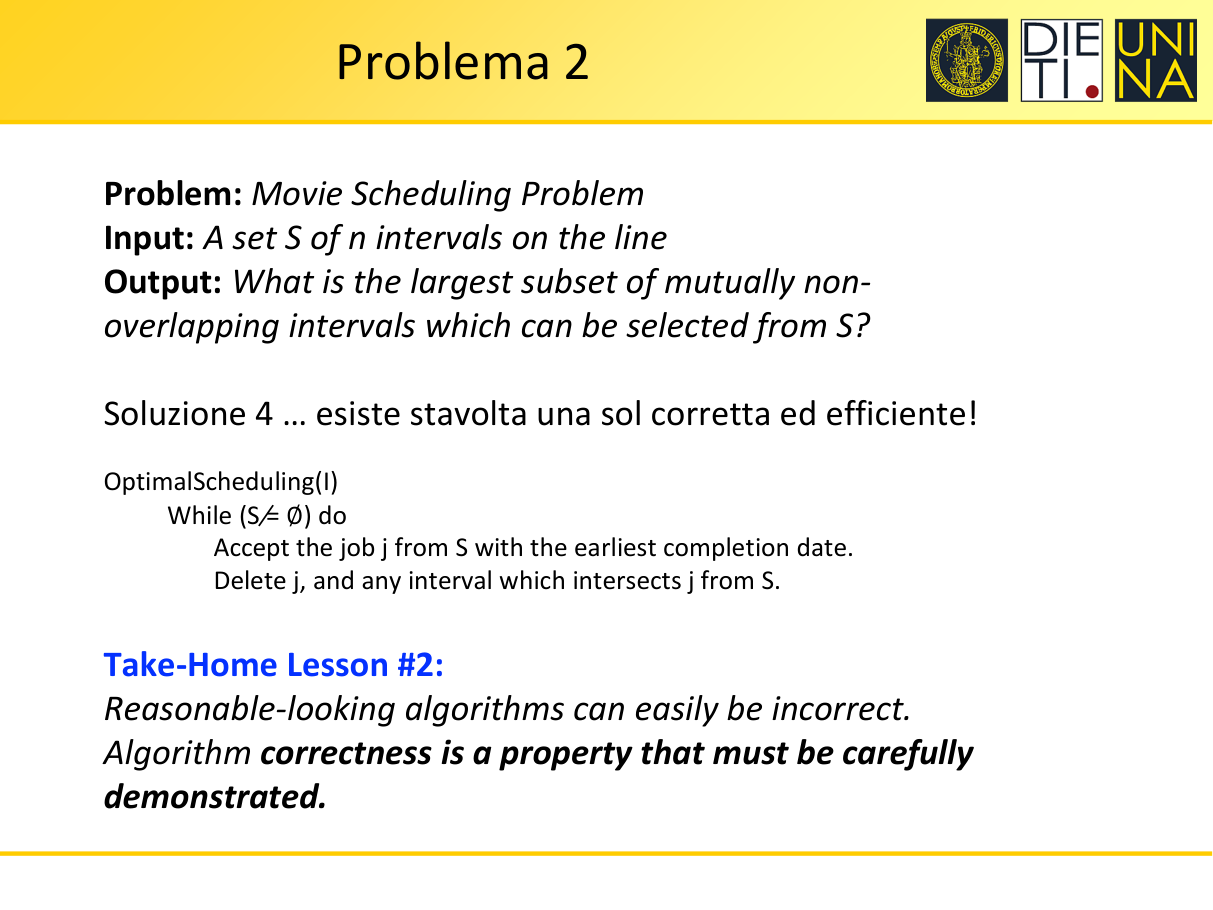 Problema 2
DIE
TI.
UNI
NA
Problem: Movie Scheduling Problem
Input: A set S of n intervals on the line
Output: What is the largest subset of mutually non-
overlapping intervals which can be selected from S?
Soluzione 4 … esiste stavolta una sol corretta ed efficiente!
OptimalScheduling(I)
While (S ≠ ∅) do
Accept the job j from S with the earliest completion date.
Delete j, and any interval which intersects j from S.
Take-Home Lesson #2:
Reasonable-looking algorithms can easily be incorrect.
Algorithm correctness is a property that must be carefully
demonstrated.